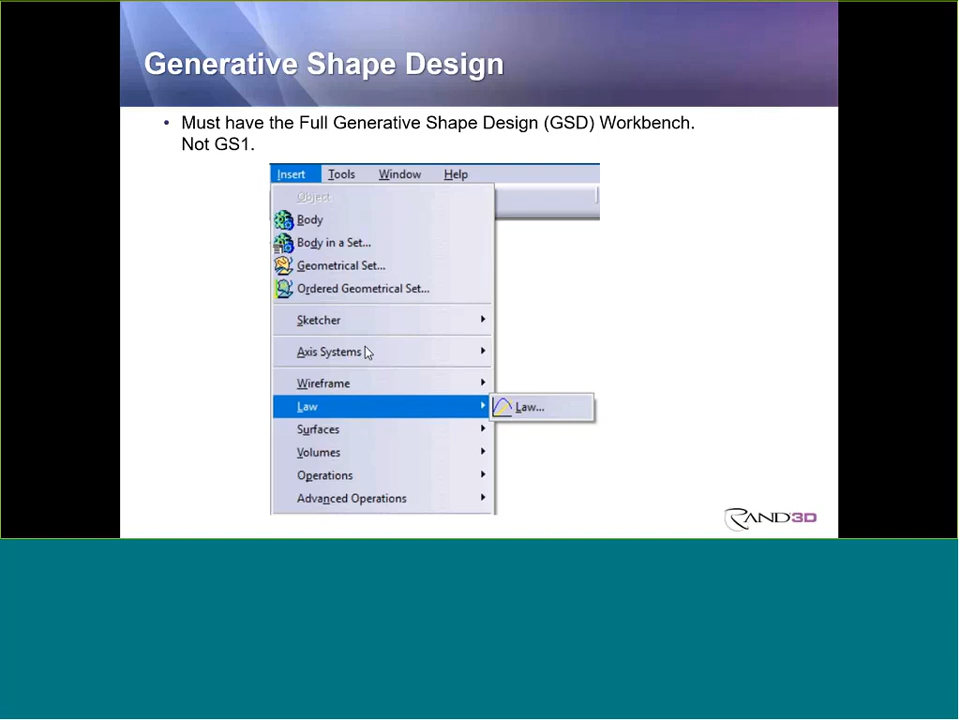 Generative Shape Design
• Must have the Full Generative Shape Design (GSD) Workbench.
Not GS1.
Insert Tools Window Help
Object
Body
Body in a Set...
Geometrical Set...
Ordered Geometrical Set...
Sketcher
Axis Systems
Wireframe
Law
Law...
Surfaces
Volumes
Operations
Advanced Operations
RAND3D